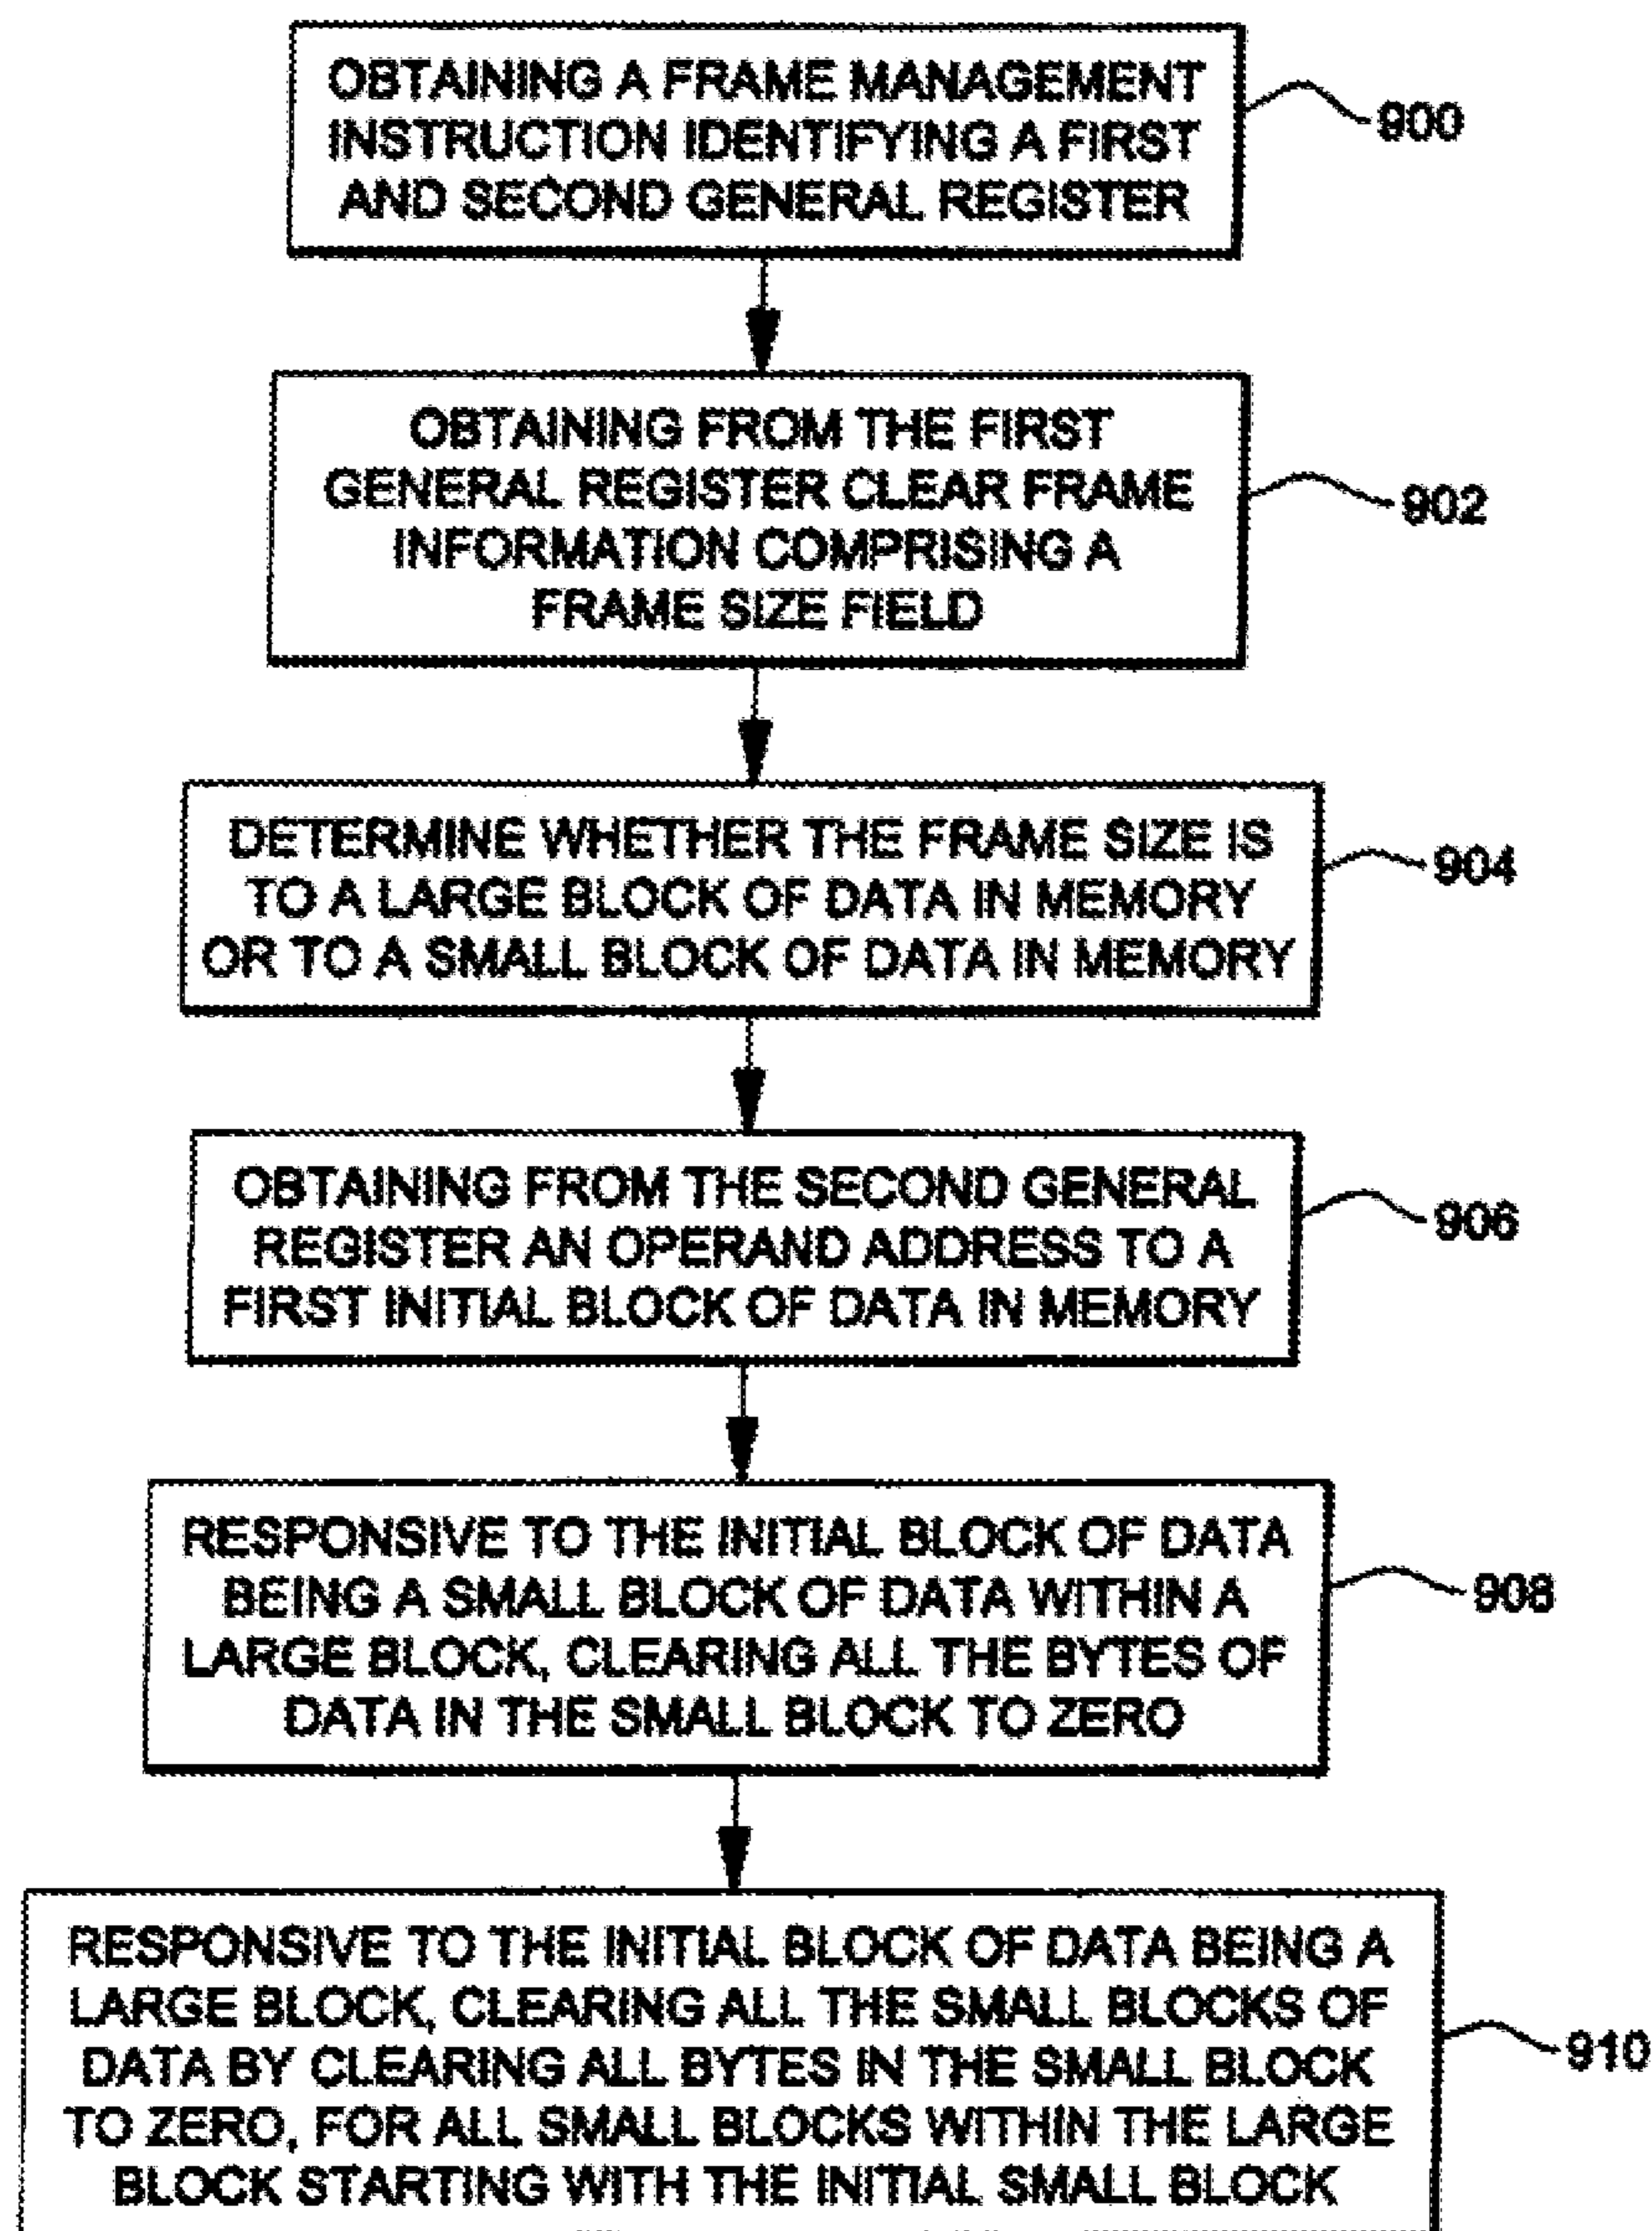 OBTAINING A FRAME MANAGEMENT
INSTRUCTION IDENTIFYING A FIRST
AND SECOND GENERAL REGISTER
900
OBTAINING FROM THE FIRST
GENERAL REGISTER CLEAR FRAME
INFORMATION COMPRISING A
FRAME SIZE FIELD
902
DETERMINE WHETHER THE FRAME SIZE IS
TO A LARGE BLOCK OF DATA IN MEMORY
OR TO A SMALL BLOCK OF DATA IN MEMORY
904
OBTAINING FROM THE SECOND GENERAL
REGISTER AN OPERAND ADDRESS TO A
FIRST INITIAL BLOCK OF DATA IN MEMORY
906
RESPONSIVE TO THE INITIAL BLOCK OF DATA
BEING A SMALL BLOCK OF DATA WITHIN A
LARGE BLOCK, CLEARING ALL THE BYTES OF
DATA IN THE SMALL BLOCK TO ZERO
908
RESPONSIVE TO THE INITIAL BLOCK OF DATA BEING A
LARGE BLOCK, CLEARING ALL THE SMALL BLOCKS OF
DATA BY CLEARING ALL BYTES IN THE SMALL BLOCK
TO ZERO, FOR ALL SMALL BLOCKS WITHIN THE LARGE
BLOCK STARTING WITH THE INITIAL SMALL BLOCK
910